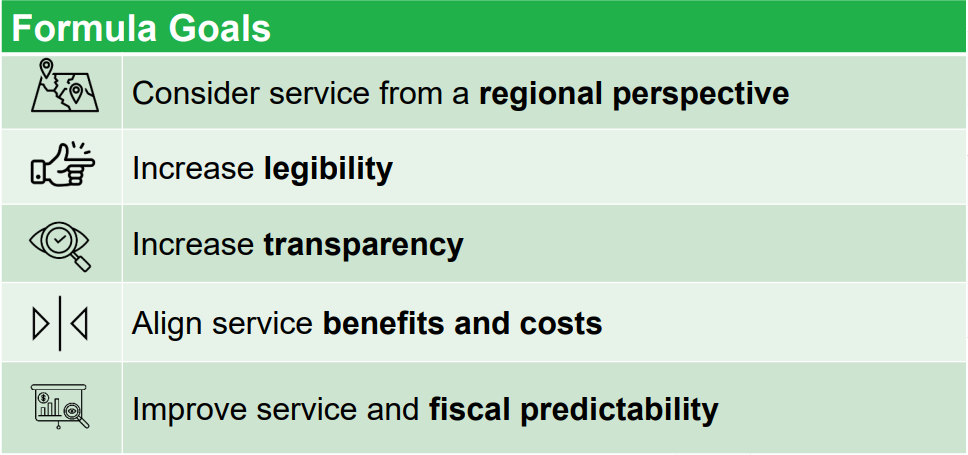 Formula Goals
Consider service from a regional perspective
Increase legibility
Increase transparency
Align service benefits and costs
Improve service and fiscal predictability